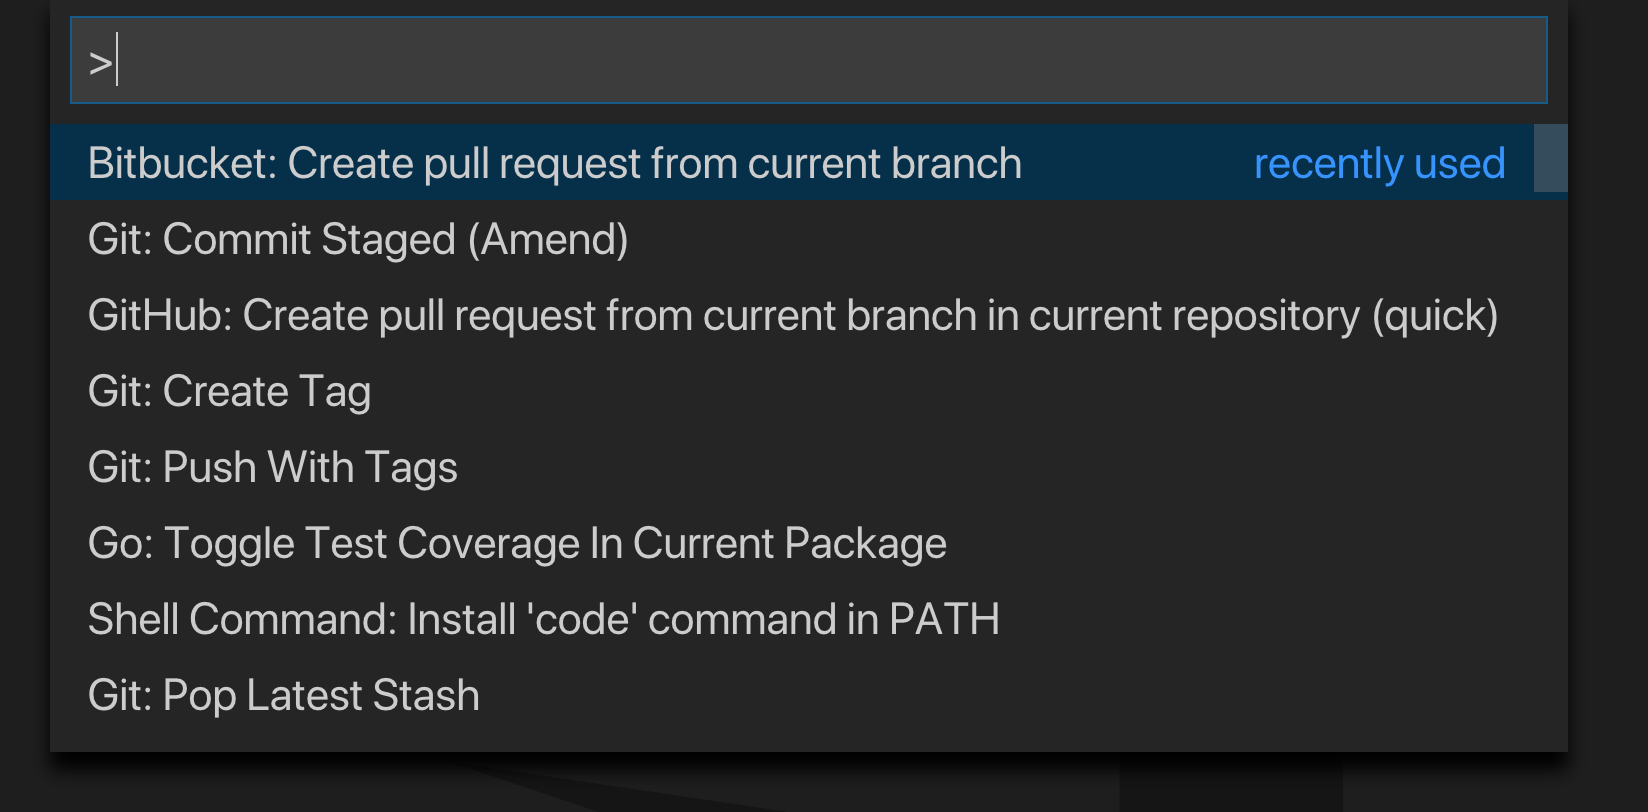 >
Bitbucket: Create pull request from current branch recently used
Git: Commit Staged (Amend)
GitHub: Create pull request from current branch in current repository (quick)
Git: Create Tag
Git: Push With Tags
Go: Toggle Test Coverage In Current Package
Shell Command: Install 'code' command in PATH
Git: Pop Latest Stash